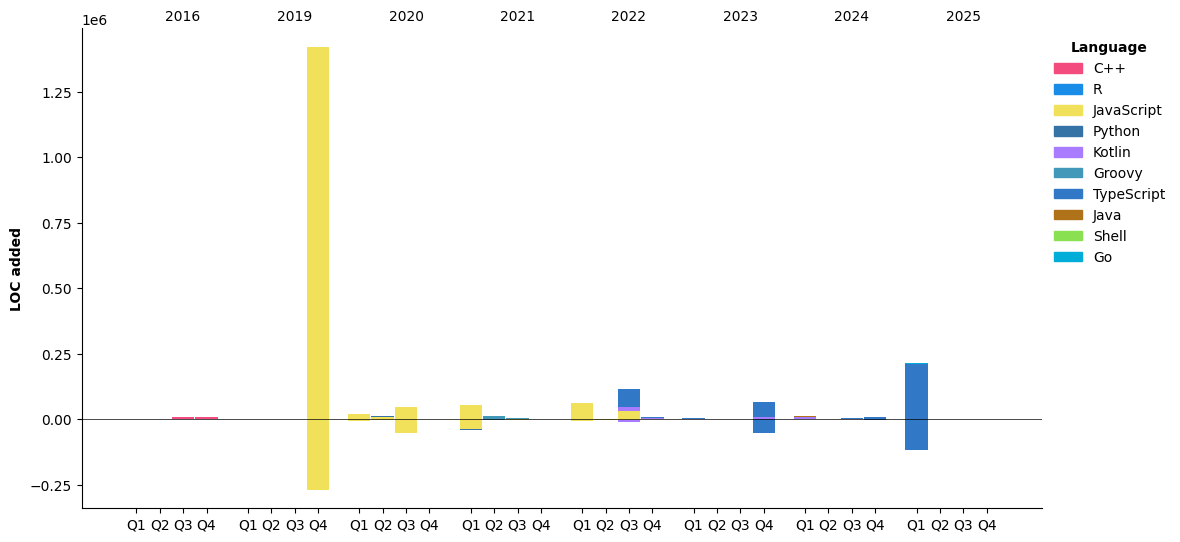 2016 2019 2020 2021 2022 2023 2024 2025
1e6
Language
C++
R
JavaScript
Python
Kotlin
Groovy
TypeScript
Java
Shell
Go
LOC added
1.25
1.00
0.75
0.50
0.25
0.00
−0.25
Q1 Q2 Q3 Q4 Q1 Q2 Q3 Q4 Q1 Q2 Q3 Q4 Q1 Q2 Q3 Q4 Q1 Q2 Q3 Q4 Q1 Q2 Q3 Q4 Q1 Q2 Q3 Q4 Q1 Q2 Q3 Q4